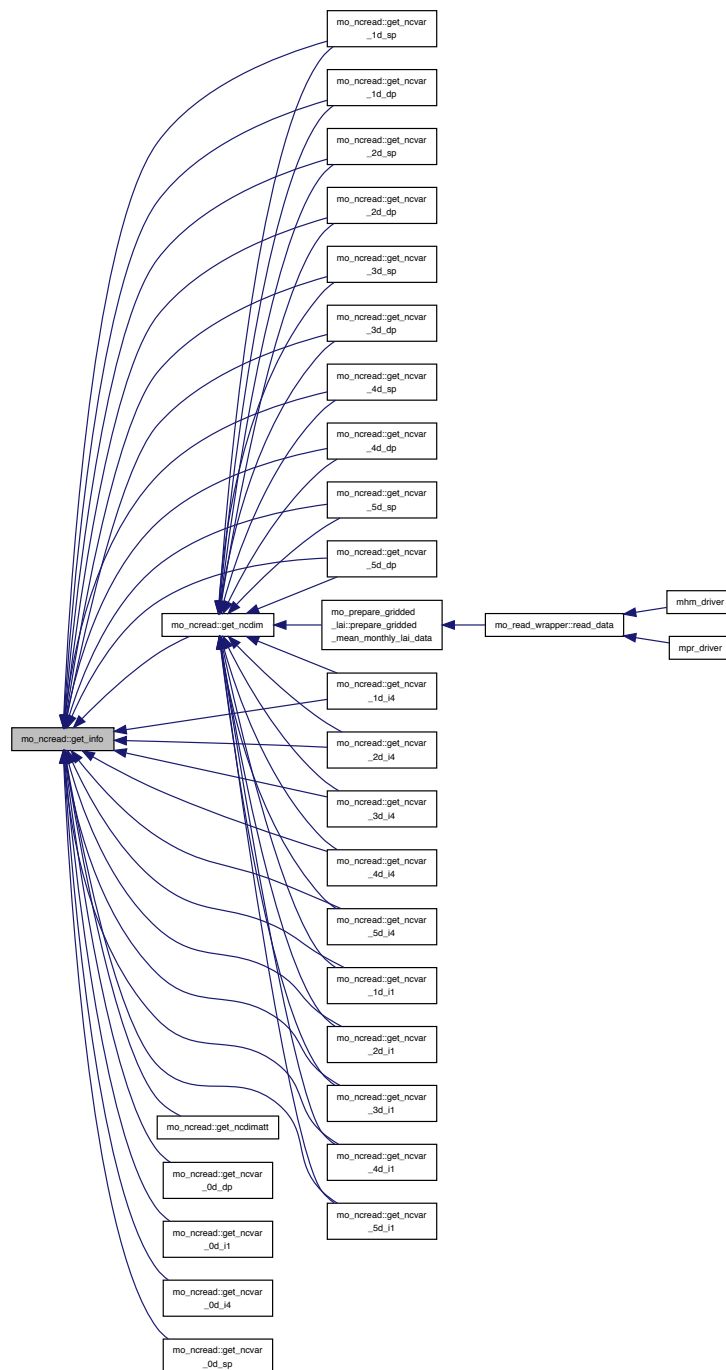 mo_ncread::get_ncvar
_1d_sp
mo_ncread::get_ncvar
_1d_dp
mo_ncread::get_ncvar
_2d_sp
mo_ncread::get_ncvar
_2d_dp
mo_ncread::get_ncvar
_3d_sp
mo_ncread::get_ncvar
_3d_dp
mo_ncread::get_ncvar
_4d_sp
mo_ncread::get_ncvar
_4d_dp
mo_ncread::get_ncvar
_5d_sp
mo_ncread::get_ncvar
_5d_dp
mo_ncread::get_ncdim
mo_prepare_gridded
_lai::prepare_gridded
_mean_monthly_lai_data
mo_read_wrapper::read_data
mhm_driver
mpr_driver
mo_ncread::get_info
mo_ncread::get_ncvar
_1d_i4
mo_ncread::get_ncvar
_2d_i4
mo_ncread::get_ncvar
_3d_i4
mo_ncread::get_ncvar
_4d_i4
mo_ncread::get_ncvar
_5d_i4
mo_ncread::get_ncvar
_1d_i1
mo_ncread::get_ncvar
_2d_i1
mo_ncread::get_ncvar
_3d_i1
mo_ncread::get_ncvar
_4d_i1
mo_ncread::get_ncvar
_5d_i1
mo_ncread::get_ncdimatt
mo_ncread::get_ncvar
_0d_dp
mo_ncread::get_ncvar
_0d_i1
mo_ncread::get_ncvar
_0d_i4
mo_ncread::get_ncvar
_0d_sp